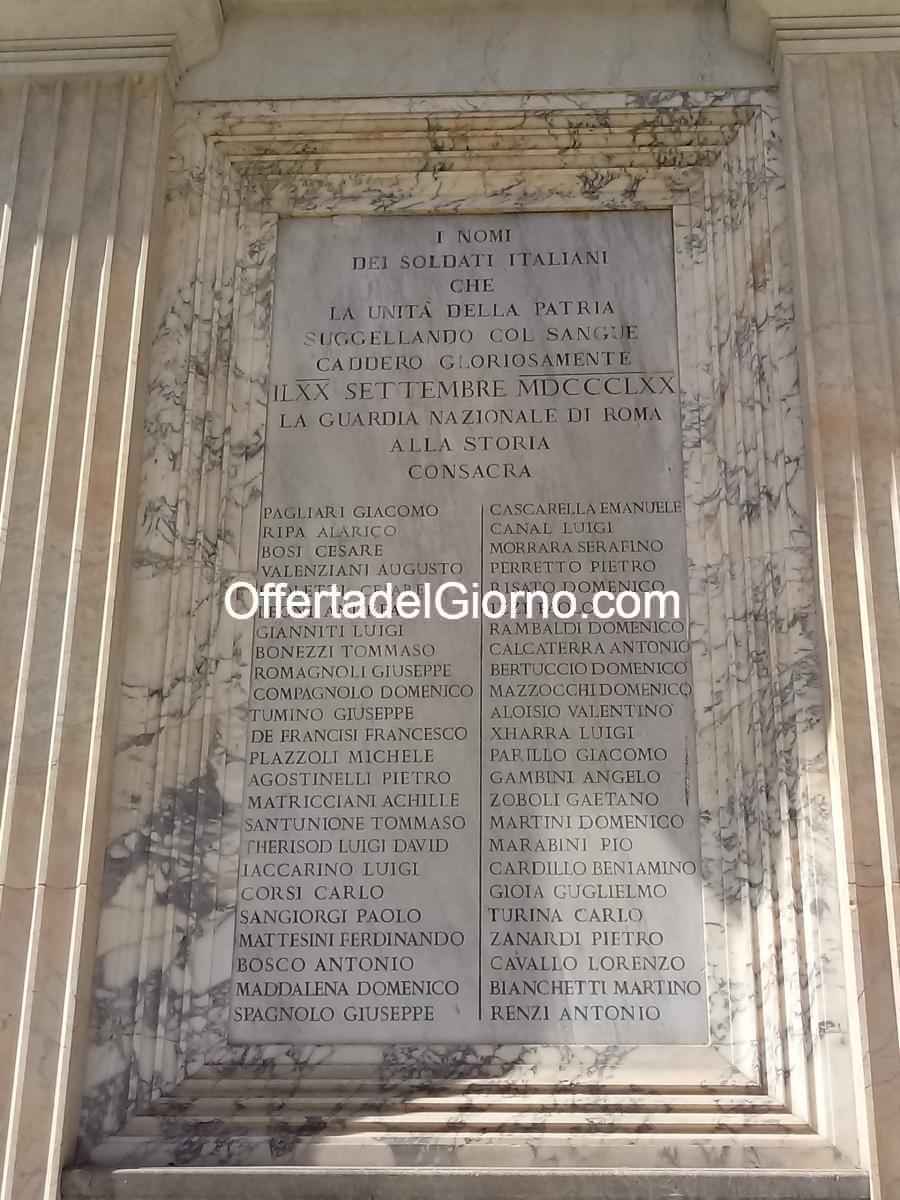 I NOMI
DEI SOLDATI ITALIANI
CHE
LA UNITÀ DELLA PATRIA
SUGGELLANDO COL SANGUE
CADDERO GLORIOSAMENTE
IL XX SETTEMBRE MDCCCLXX
LA GUARDIA NAZIONALE DI ROMA
ALLA STORIA
CONSACRA
PAGLIARI GIACOMO
RIPA ALARICO
BOSI CESARE
VALENZIANI AUGUSTO
CESARE
OffertadelGiorno.com
ANDREA
GIANNITI LUIGI
BONEZZI TOMMASO
ROMAGNOLI GIUSEPPE
COMPAGNOLO DOMENICO
TUMINO GIUSEPPE
DE FRANCISI FRANCESCO
PLAZZOLI MICHELE
AGOSTINELLI PIETRO
MATRICCIANI ACHILLE
SANTUNIONE TOMMASO
THERISOD LUIGI DAVID
IACCARINO LUIGI
CORSI CARLO
SANGIORGI PAOLO
MATTESINI FERDINANDO
BOSCO ANTONIO
MADDALENA DOMENICO
SPAGNOLO GIUSEPPE
CASCARELLA EMANUELE
CANAL LUIGI
MORRARA SERAFINO
PERRETTO PIETRO
RISATO DOMENICO
RAMBALDI DOMENICO
CALCATERRA ANTONIO
BERTUCCIO DOMENICO
MAZZOCCHI DOMENICO
ALOISIO VALENTINO
XHARRA LUIGI
PARILLO GIACOMO
GAMBINI ANGELO
ZOBOLI GAETANO
MARTINI DOMENICO
MARABINI PIO
CARDILLO BENIAMINO
GIOIA GUGLIELMO
TURINA CARLO
ZANARDI PIETRO
CAVALLO LORENZO
BIANCHETTI MARTINO
RENZI ANTONIO